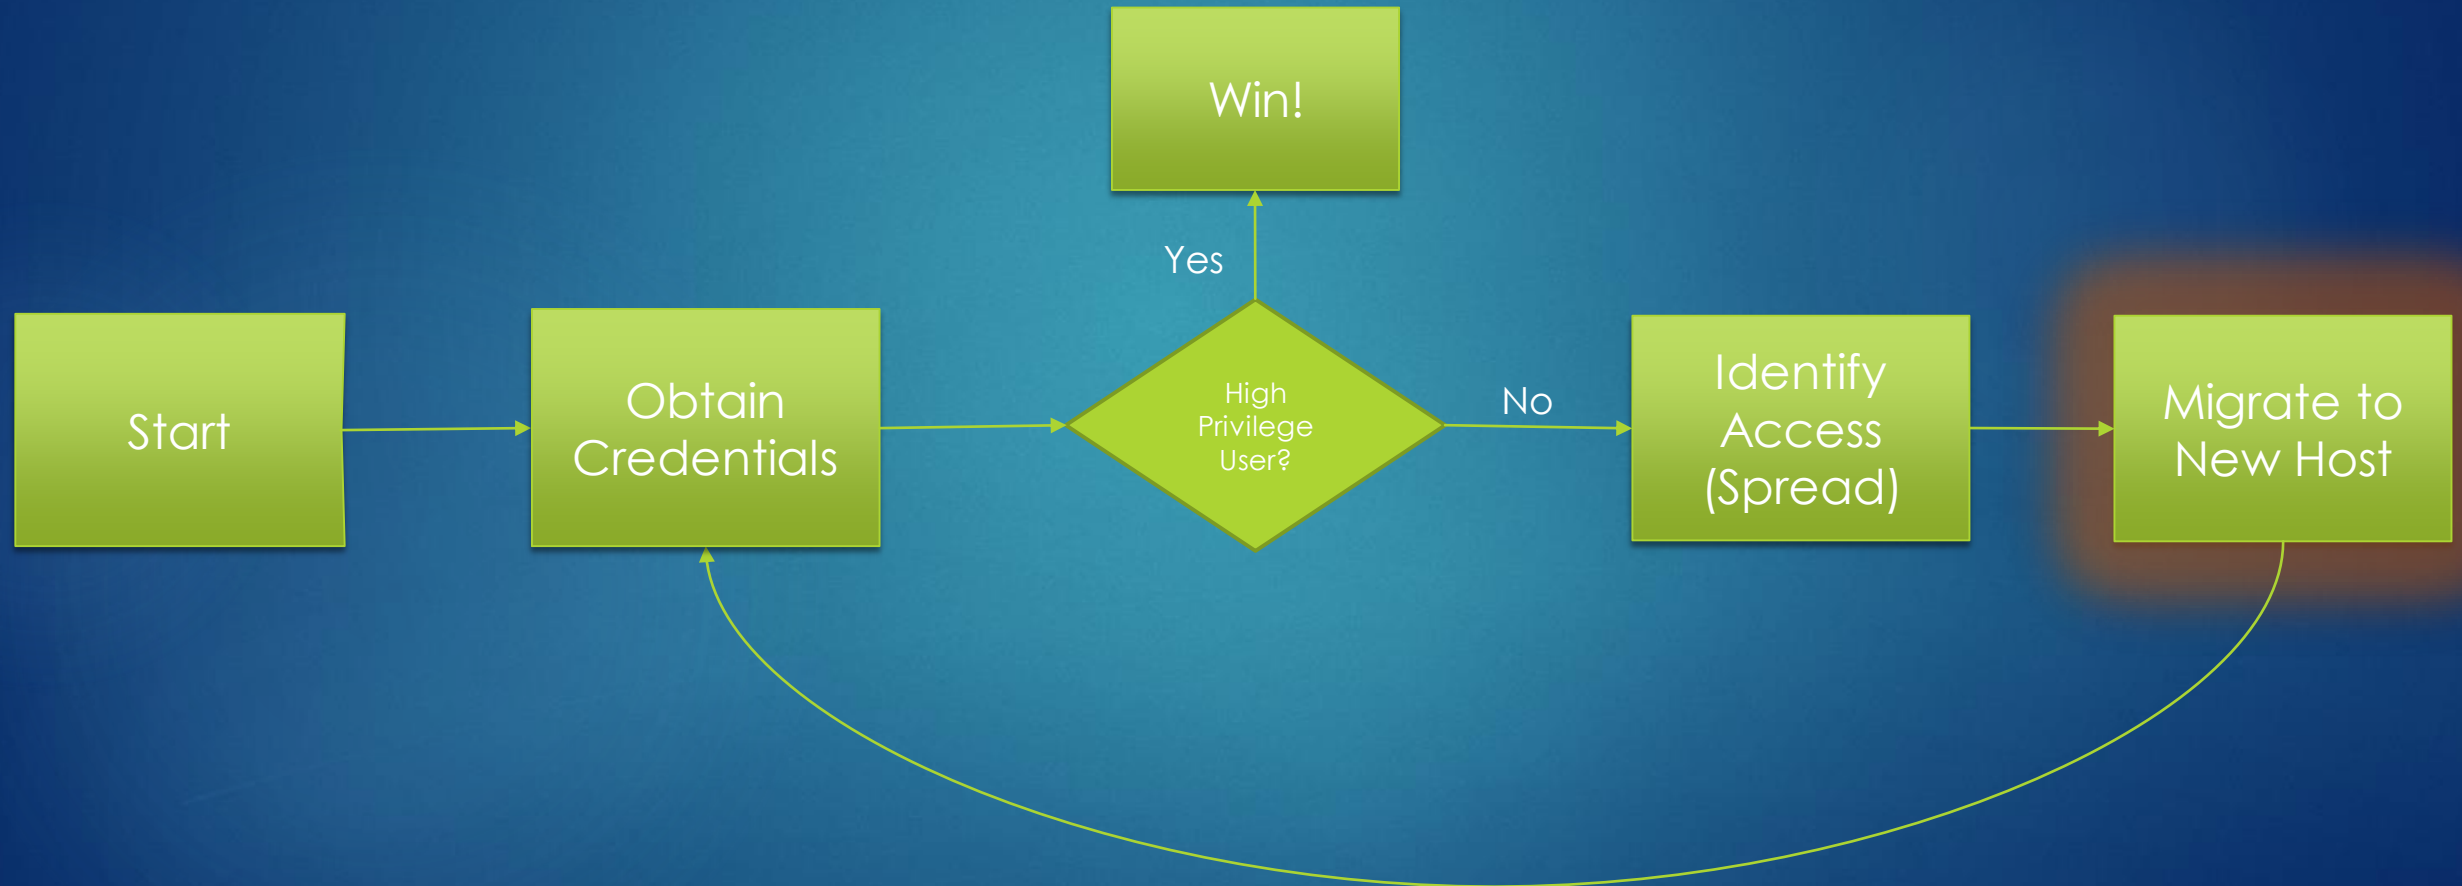 Win!
Yes
Start
Obtain
Credentials
High
Privilege
User?
No
Identify
Access
(Spread)
Migrate to
New Host